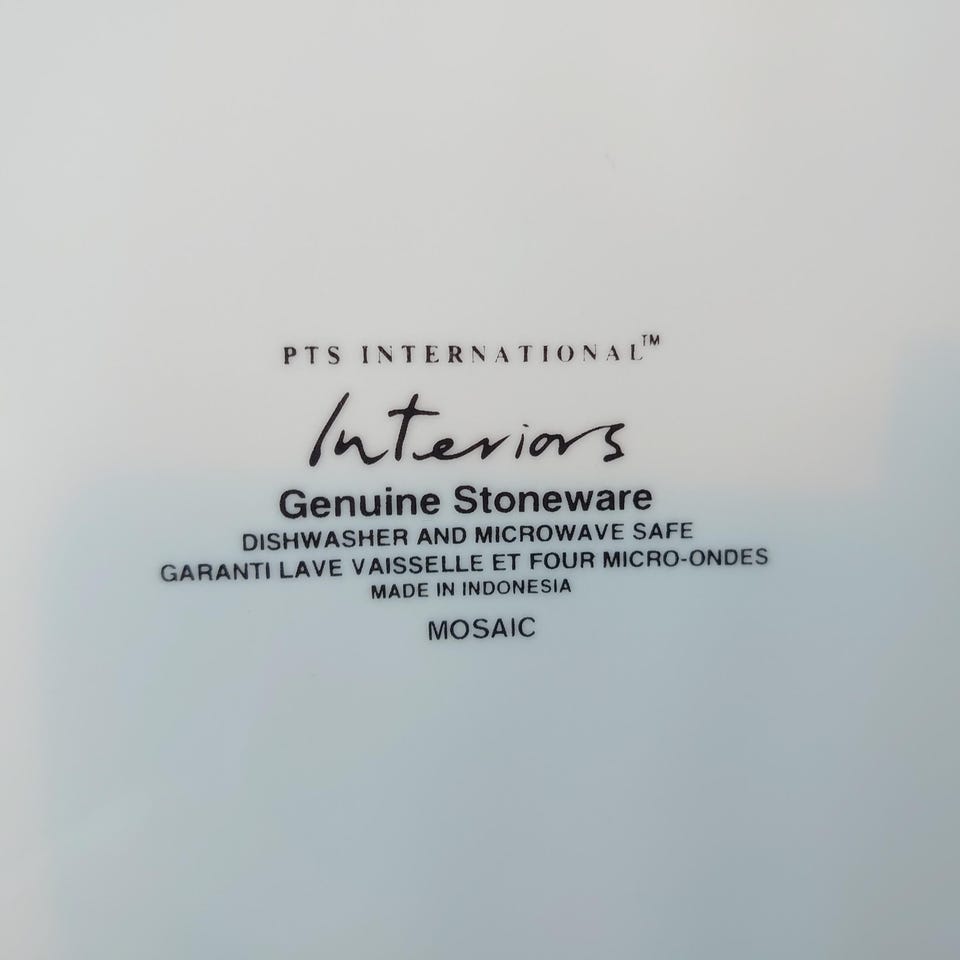 PTS INTERNATIONAL™
Interiors
Genuine Stoneware
DISHWASHER AND MICROWAVE SAFE
GARANTI LAVE VAISSELLE ET FOUR MICRO-ONDES
MADE IN INDONESIA
MOSAIC